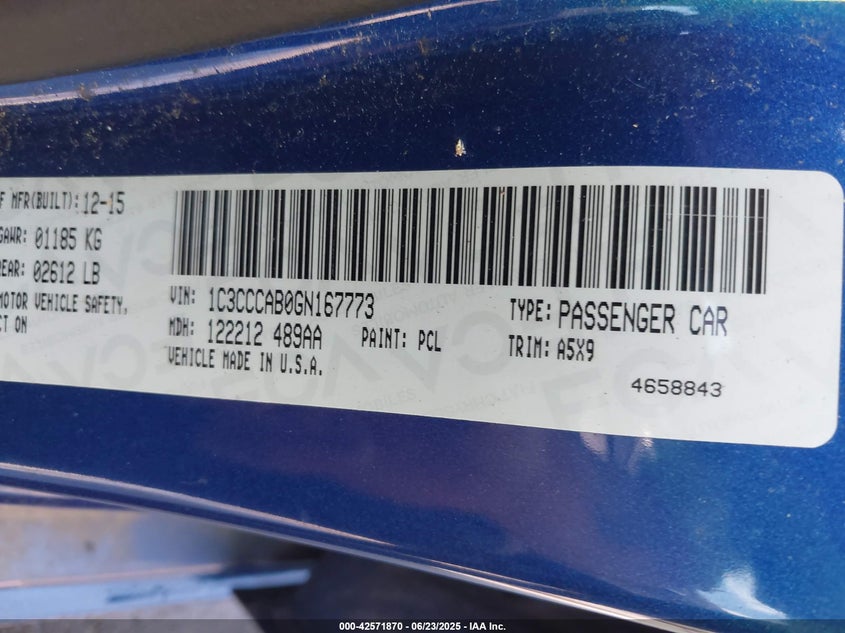 F MFR(BUILT): 12-15
GAWR: 01185 KG
REAR: 02612 LB
MOTOR VEHICLE SAFETY,
CT ON
VIN: 1C3CCCAB0GN167773
TYPE: PASSENGER CAR
MDH: 122212 489AA
PAINT: PCL
TRIM: A5X9
VEHICLE MADE IN U.S.A.
4658843
000-42571870 - 06/23/2025 - IAA Inc.